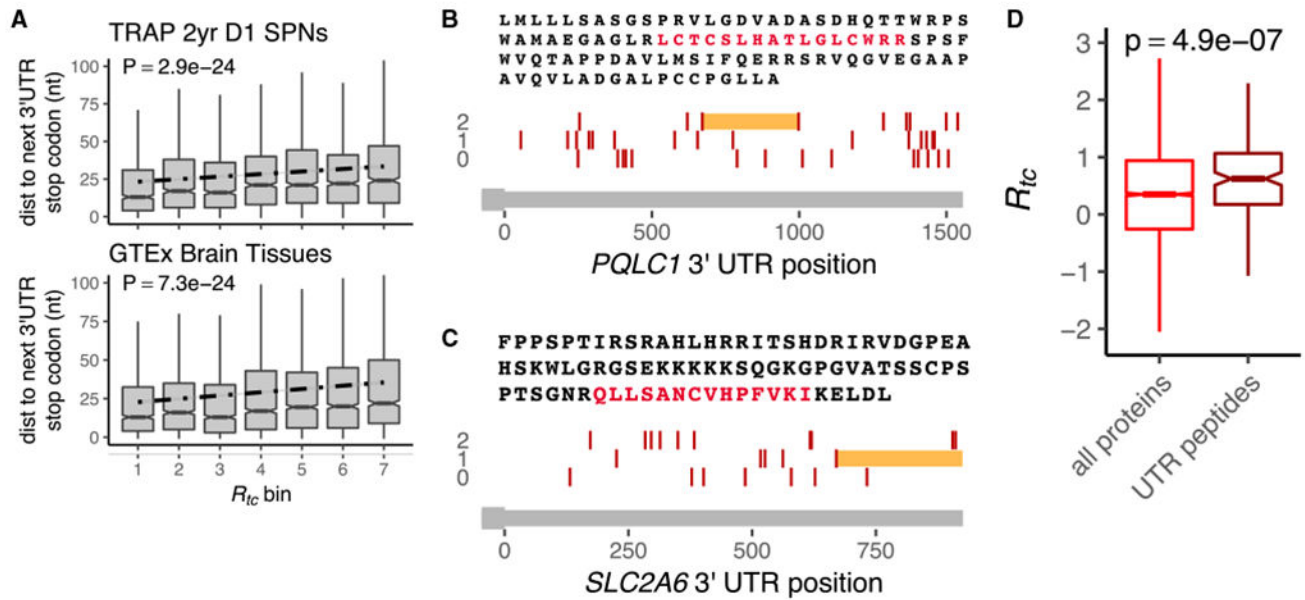 A
TRAP 2yr D1 SPNs
P = 2.9e−24
100
75
50
25
0
dist to next 3'UTR
stop codon (nt)
GTEx Brain Tissues
P = 7.3e−24
100
75
50
25
0
dist to next 3'UTR
stop codon (nt)
1 2 3 4 5 6 7
Rtc bin
B
LMLLLSASGSPRVLGDVADASDHQTTWRPS
WAMAEGAGLRLCTCSLHATLGLCWRRSPSF
WVQTAPPDAVLMSIFQERRSRVQGVEGAAP
AVQVLADGALPCCPGLLA
2
1
0
0 500 1000 1500
PQLC1 3' UTR position
C
FPPSPTIRSRAHLHRRITSHDRIRVDGPEA
HSKWLGRGSEKKKKKSQGKGPGVATSSCPS
PTSGNRQLLSANCVHPFVKIKELDL
2
1
0
0 250 500 750
SLC2A6 3' UTR position
D
p = 4.9e−07
3
2
1
0
−1
−2
Rtc
all proteins
UTR peptides